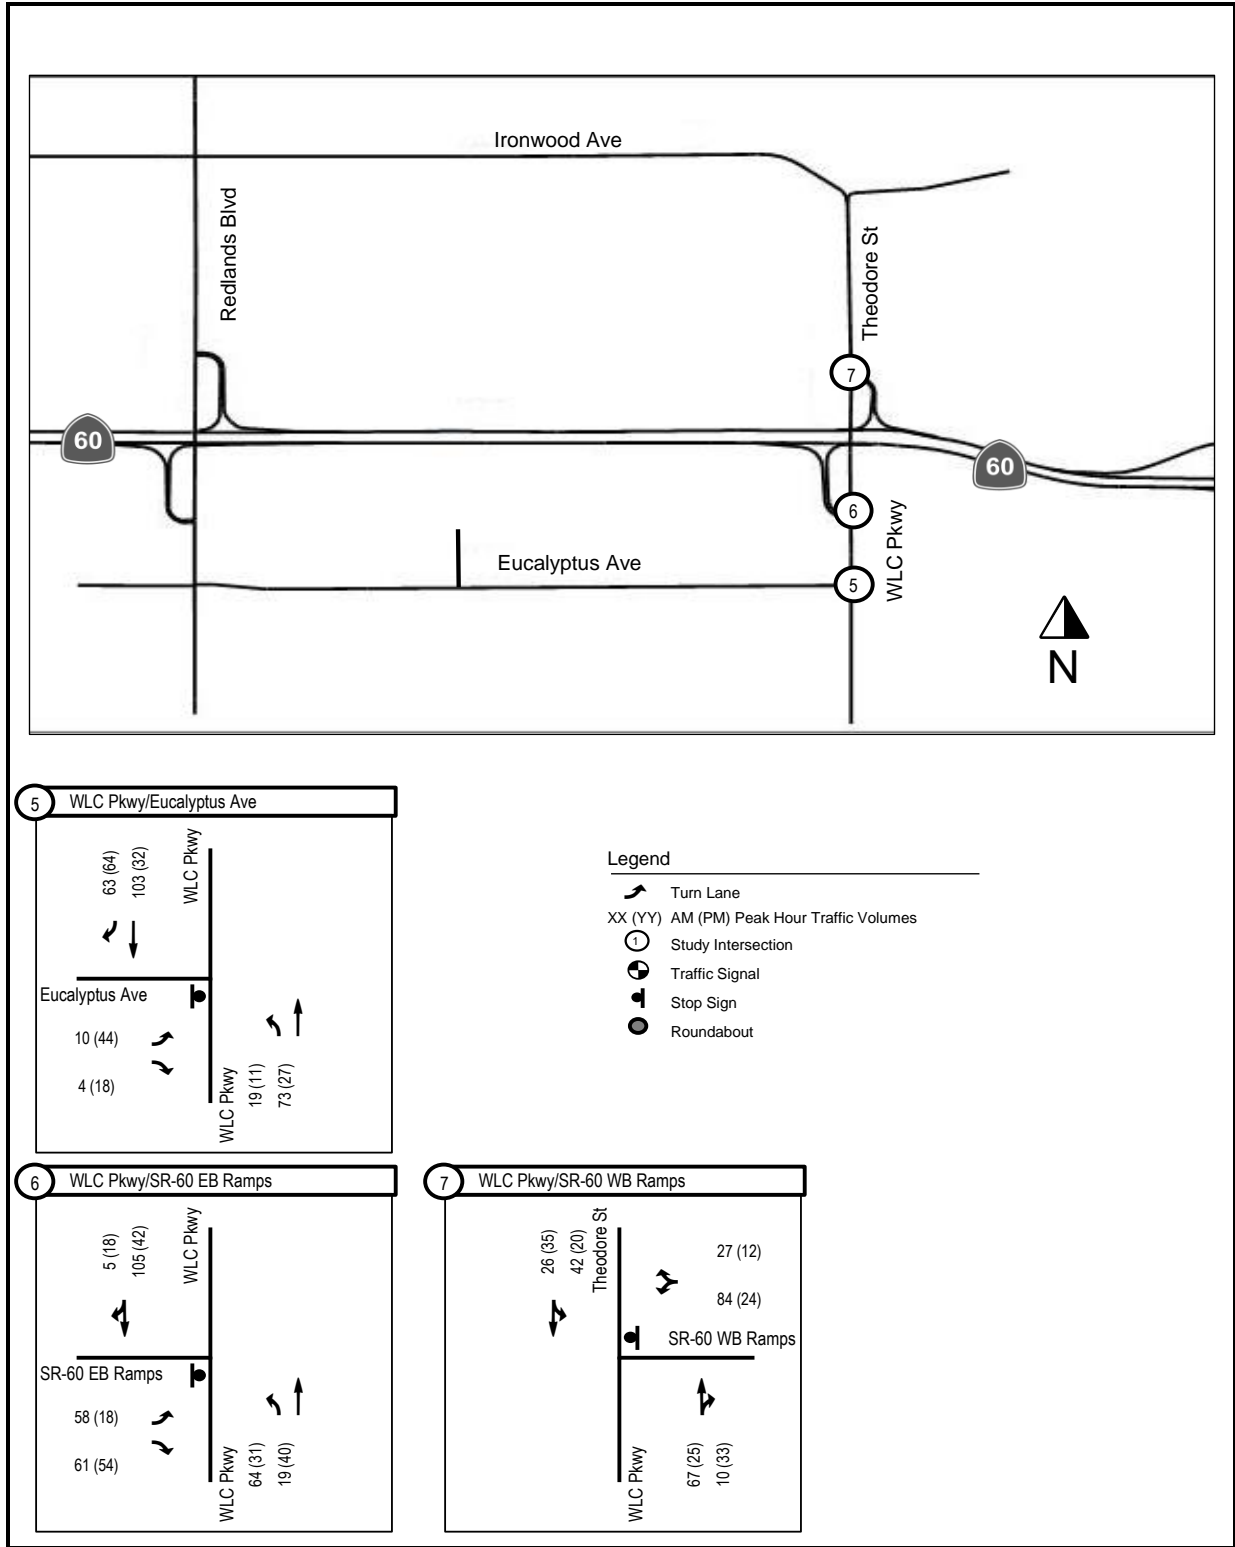 Ironwood Ave
Redlands Blvd
Theodore St
7
60
60
6
WLC Pkwy
Eucalyptus Ave
5
N
5 WLC Pkwy/Eucalyptus Ave
63 (64)
103 (32)
WLC Pkwy
Eucalyptus Ave
10 (44)
4 (18)
WLC Pkwy
19 (11)
73 (27)
Legend
Turn Lane
XX (YY) AM (PM) Peak Hour Traffic Volumes
1 Study Intersection
Traffic Signal
Stop Sign
Roundabout
6 WLC Pkwy/SR-60 EB Ramps
5 (18)
105 (42)
WLC Pkwy
SR-60 EB Ramps
58 (18)
61 (54)
WLC Pkwy
64 (31)
19 (40)
7 WLC Pkwy/SR-60 WB Ramps
26 (35)
42 (20)
Theodore St
27 (12)
84 (24)
SR-60 WB Ramps
WLC Pkwy
67 (25)
10 (33)